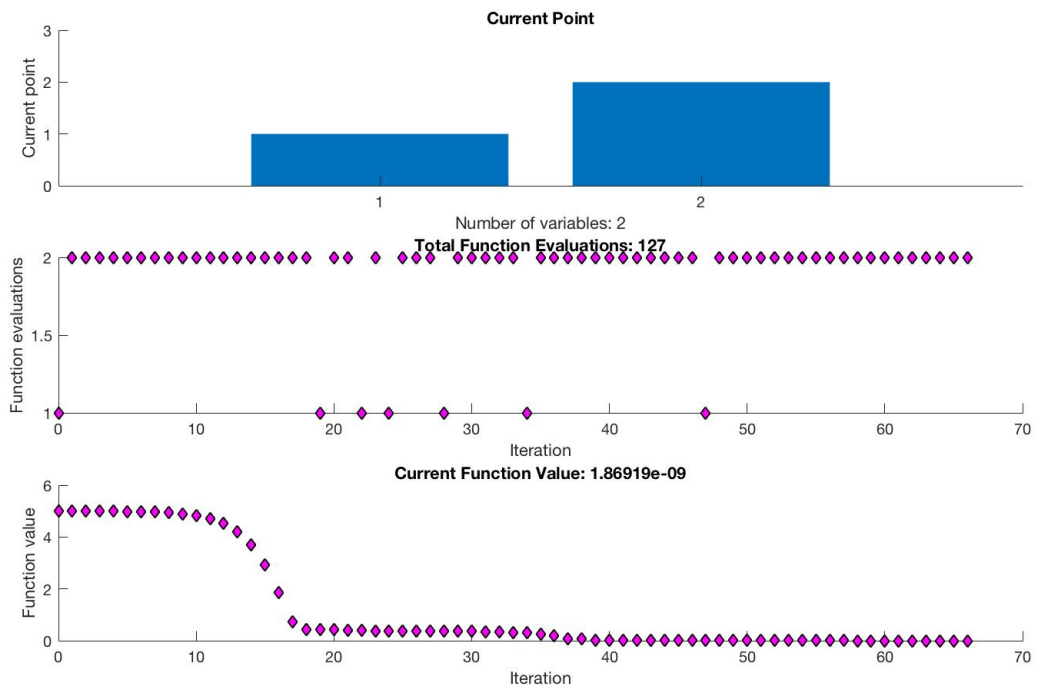 Current Point
3
2
1
0
Current point
1 2
Number of variables: 2
Total Function Evaluations: 127
2
1.5
1
Function evaluations
0 10 20 30 40 50 60 70
Iteration
Current Function Value: 1.86919e-09
6
4
2
0
Function value
0 10 20 30 40 50 60 70
Iteration